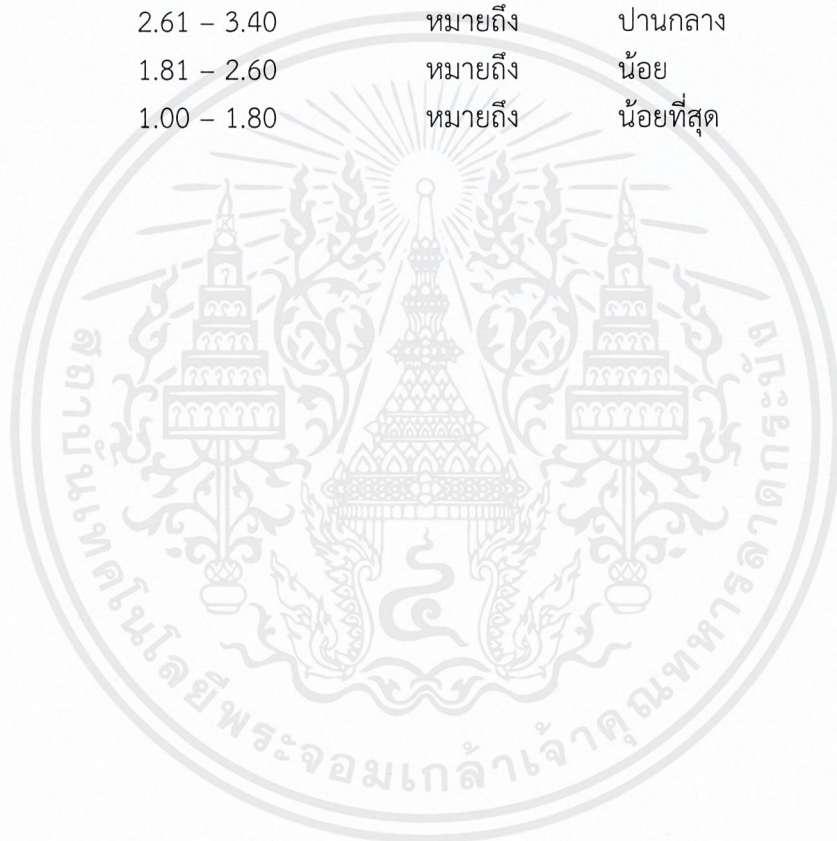 2.61 – 3.40 หมายถึง ปานกลาง
1.81 – 2.60 หมายถึง น้อย
1.00 – 1.80 หมายถึง น้อยที่สุด
สถาบันเทคโนโลยีพระจอมเกล้าเจ้าคุณทหารลาดกระบัง
๔